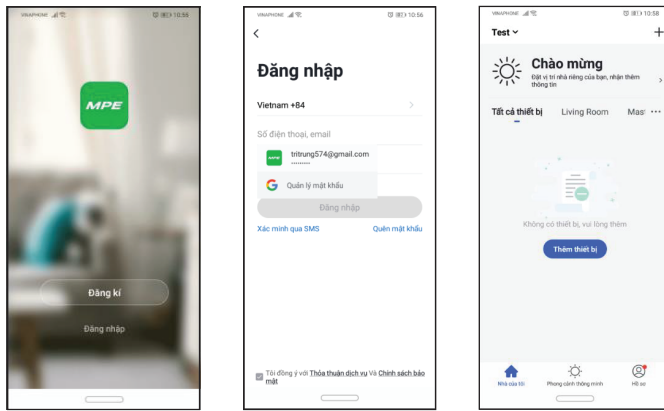 VINAPHONE
10:58
MPE
Đăng kí
Đăng nhập
VINAPHONE
10:56
Đăng nhập
Vietnam +84
Số điện thoại, email
MPE
tritrung574@gmail.com
••••••••
Quản lý mật khẩu
Đăng nhập
Xác minh qua SMS
Quên mật khẩu
Tôi đồng ý với Thỏa thuận dịch vụ Và Chính sách bảo
mật
VINAPHONE
10:58
Test
Chào mừng
Đặt vị trí nhà riêng của bạn, nhận thêm
thông tin
Tất cả thiết bị
Living Room
Mas
Không có thiết bị, vui lòng thêm
Thêm thiết bị
Nhà của tôi
Phong cảnh thông minh
Hồ sơ